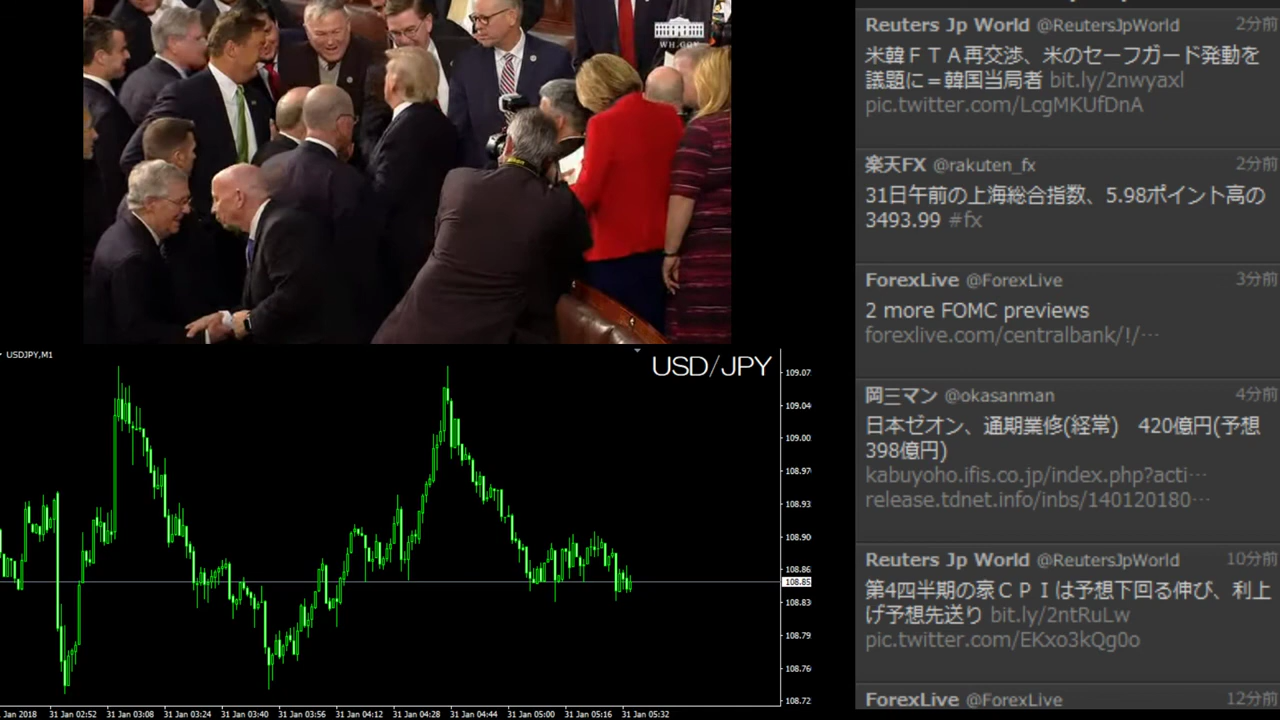 WH.GOV
USDJPY,M1
USD/JPY
109.07
109.04
109.00
108.97
108.93
108.90
108.86
108.85
108.83
108.79
108.76
108.72
Jan 2018
31 Jan 02:52
31 Jan 03:08
31 Jan 03:24
31 Jan 03:40
31 Jan 03:56
31 Jan 04:12
31 Jan 04:28
31 Jan 04:44
31 Jan 05:00
31 Jan 05:16
31 Jan 05:32
Reuters Jp World @ReutersJpWorld 2分前
米韓ＦＴＡ再交渉、米のセーフガード発動を
議題に＝韓国当局者 bit.ly/2nwyaxl
pic.twitter.com/LcgMKUfDnA
楽天FX @rakuten_fx 2分前
31日午前の上海総合指数、5.98ポイント高の
3493.99 #fx
ForexLive @ForexLive 3分前
2 more FOMC previews
forexlive.com/centralbank/!/…
岡三マン @okasanman 4分前
日本ゼオン、通期業修(経常)　420億円(予想
398億円)
kabuyoho.ifis.co.jp/index.php?acti…
release.tdnet.info/inbs/140120180…
Reuters Jp World @ReutersJpWorld 10分前
第4四半期の豪ＣＰＩは予想下回る伸び、利上
げ予想先送り bit.ly/2ntRuLw
pic.twitter.com/EKxo3kQg0o
ForexLive @ForexLive 12分前